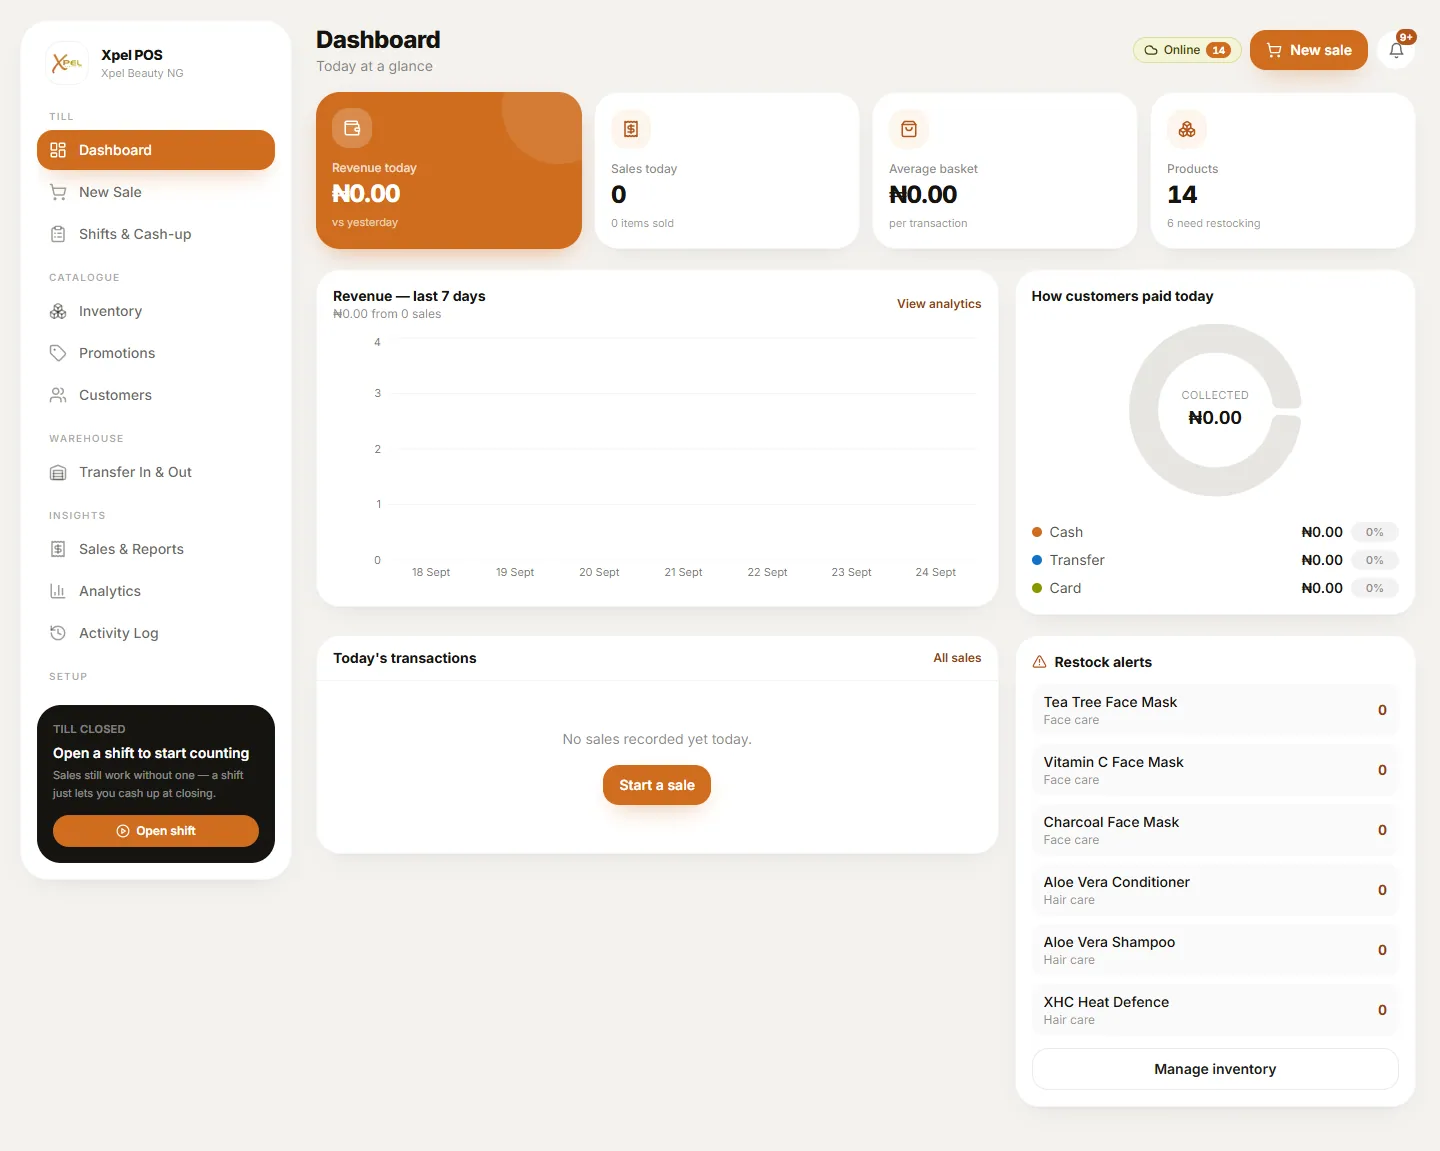 XPEL
Xpel POS
Xpel Beauty NG
TILL
Dashboard
New Sale
Shifts & Cash-up
CATALOGUE
Inventory
Promotions
Customers
WAREHOUSE
Transfer In & Out
INSIGHTS
Sales & Reports
Analytics
Activity Log
SETUP
TILL CLOSED
Open a shift to start counting
Sales still work without one — a shift
just lets you cash up at closing.
Open shift
Dashboard
Today at a glance
Online 14
New sale
9+
Revenue today
₦0.00
vs yesterday
Sales today
0
0 items sold
Average basket
₦0.00
per transaction
Products
14
6 need restocking
Revenue — last 7 days
₦0.00 from 0 sales
View analytics
4
3
2
1
0
18 Sept 19 Sept 20 Sept 21 Sept 22 Sept 23 Sept 24 Sept
How customers paid today
COLLECTED
₦0.00
Cash ₦0.00 0%
Transfer ₦0.00 0%
Card ₦0.00 0%
Today's transactions
All sales
No sales recorded yet today.
Start a sale
Restock alerts
Tea Tree Face Mask
Face care
0
Vitamin C Face Mask
Face care
0
Charcoal Face Mask
Face care
0
Aloe Vera Conditioner
Hair care
0
Aloe Vera Shampoo
Hair care
0
XHC Heat Defence
Hair care
0
Manage inventory